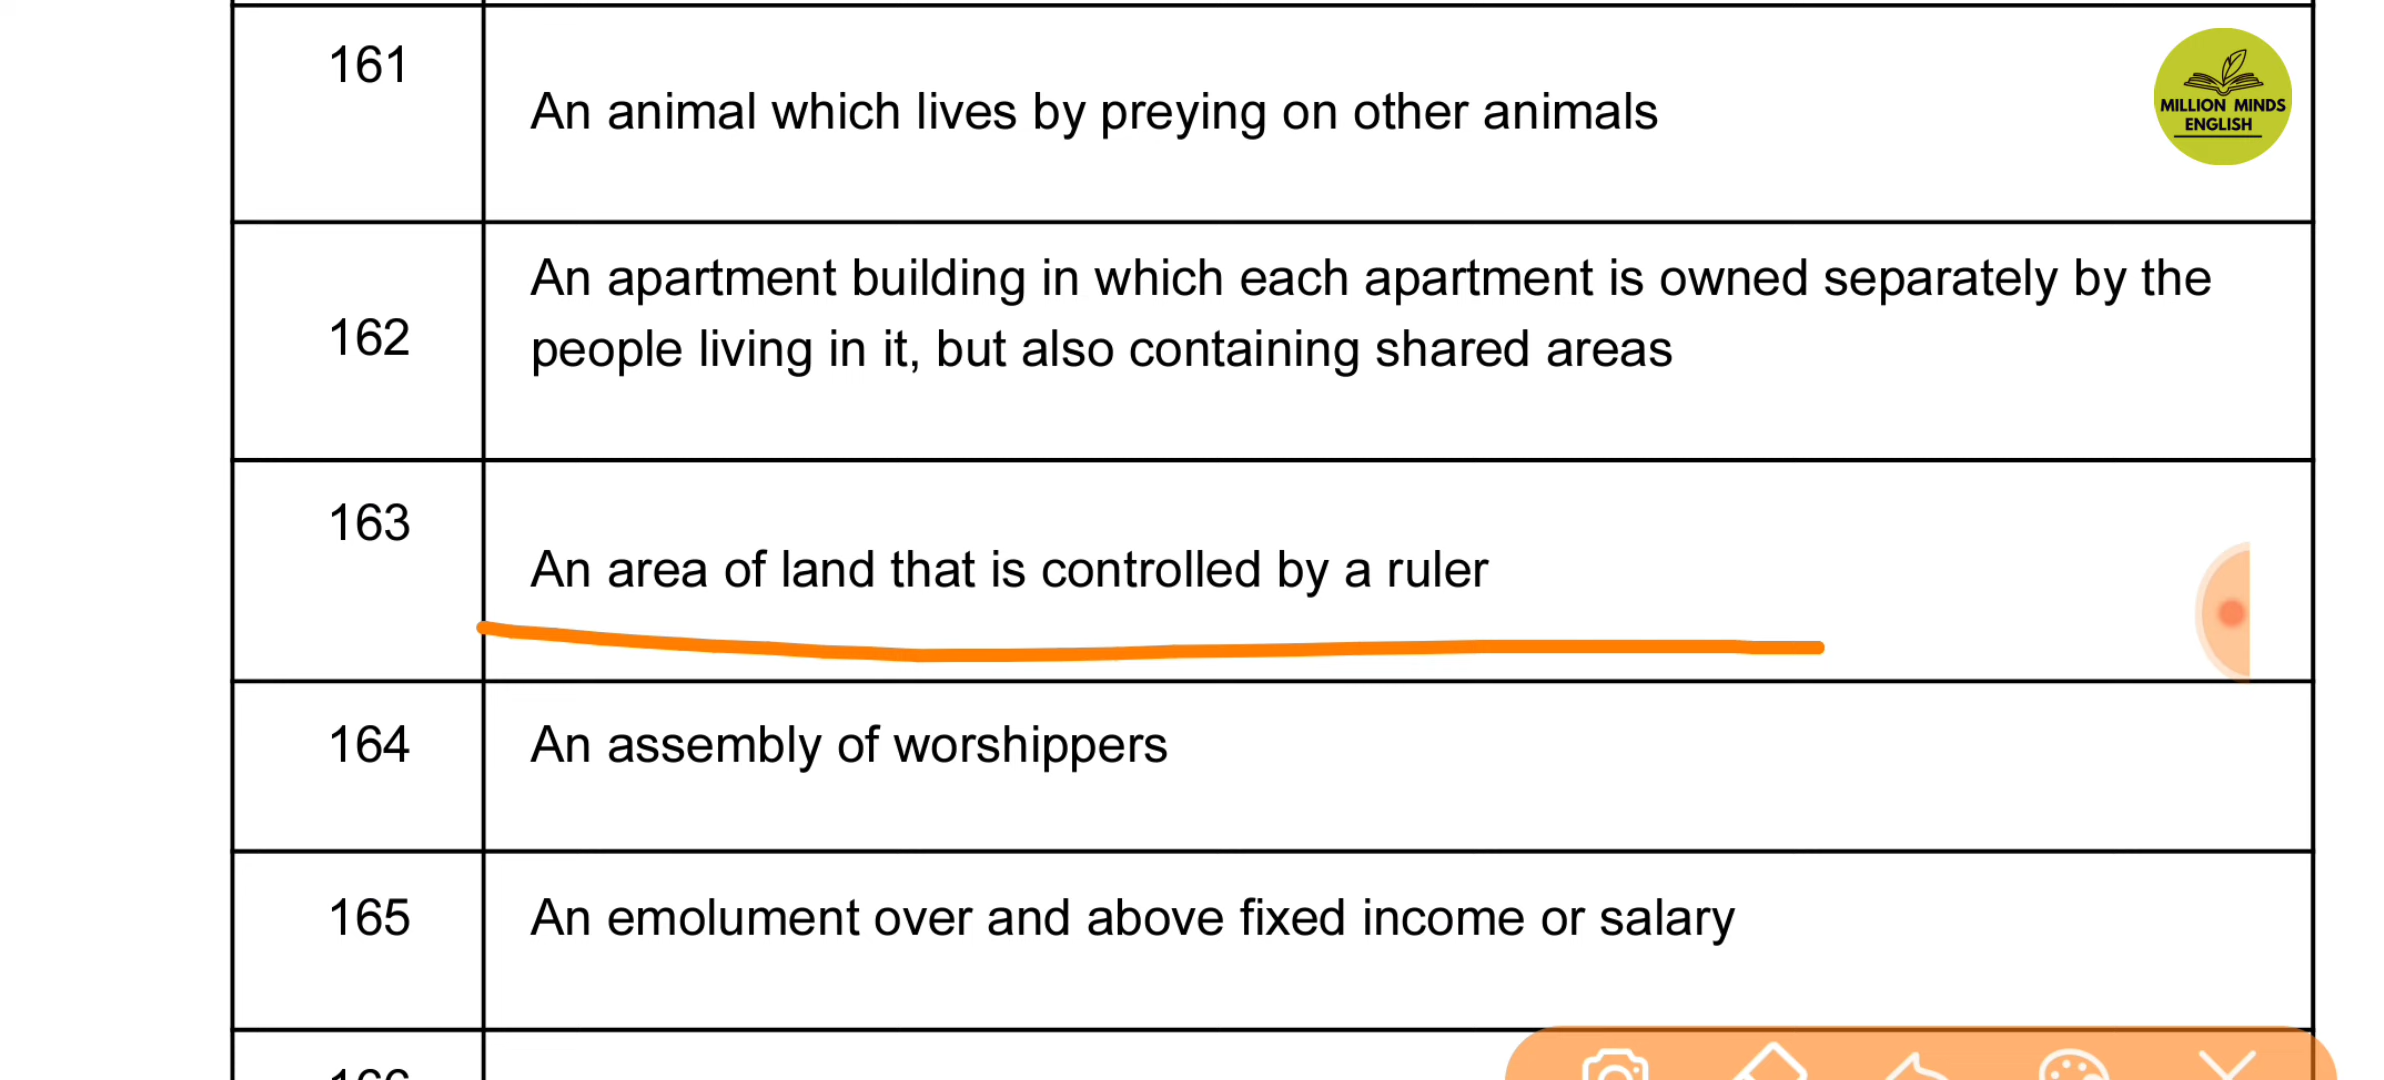 161
An animal which lives by preying on other animals
MILLION MINDS
ENGLISH
162
An apartment building in which each apartment is owned separately by the
people living in it, but also containing shared areas
163
An area of land that is controlled by a ruler
164
An assembly of worshippers
165
An emolument over and above fixed income or salary